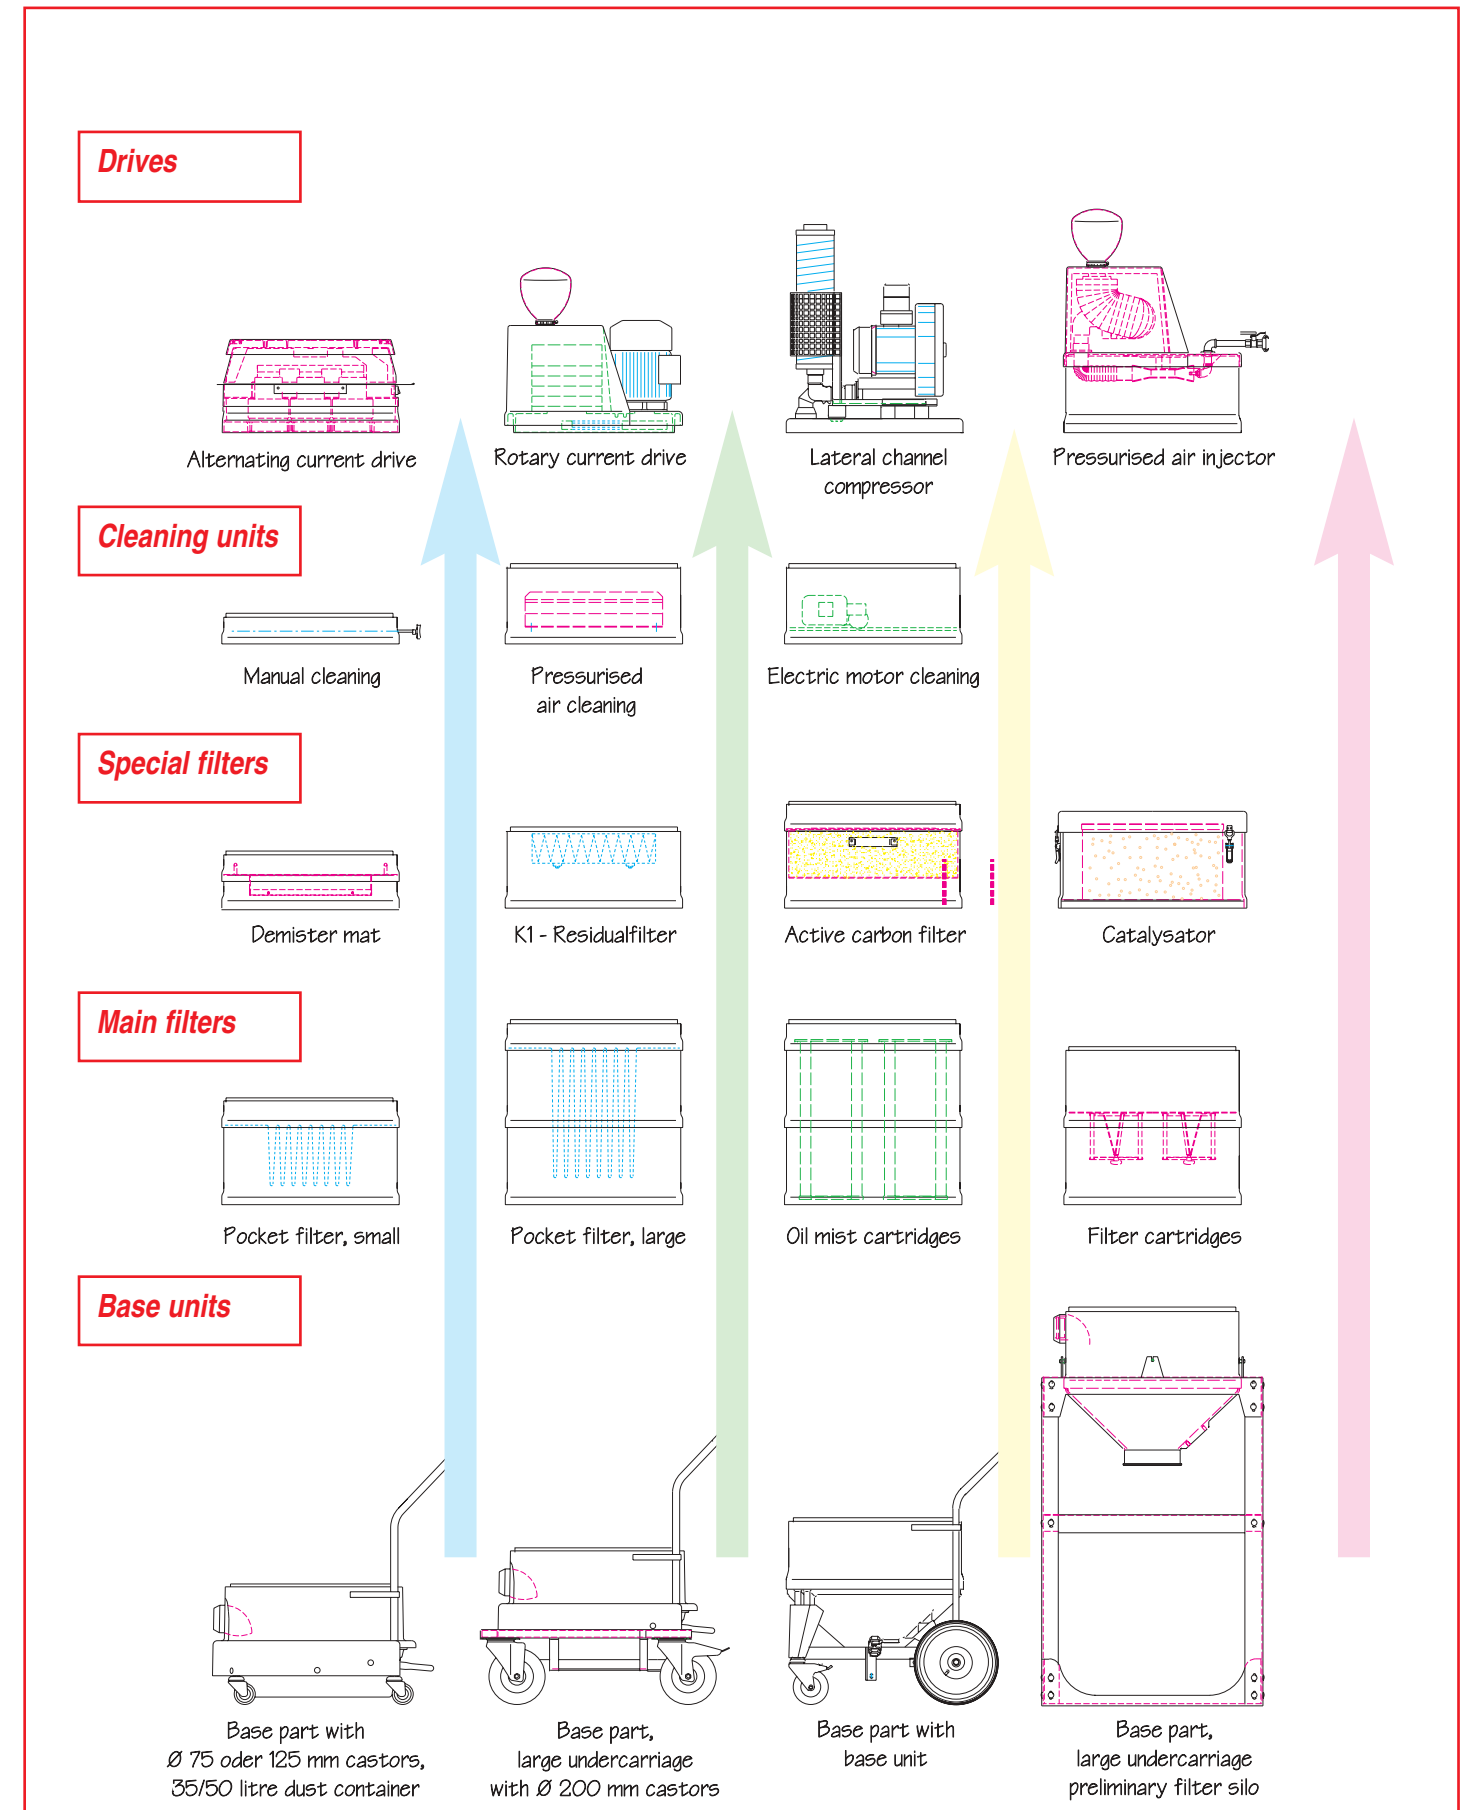 Drives
Alternating current drive
Rotary current drive
Lateral channel
compressor
Pressurised air injector
Cleaning units
Manual cleaning
Pressurised
air cleaning
Electric motor cleaning
Special filters
Demister mat
K1 - Residualfilter
Active carbon filter
Catalysator
Main filters
Pocket filter, small
Pocket filter, large
Oil mist cartridges
Filter cartridges
Base units
Base part with
Ø 75 oder 125 mm castors,
35/50 litre dust container
Base part,
large undercarriage
with Ø 200 mm castors
Base part with
base unit
Base part,
large undercarriage
preliminary filter silo